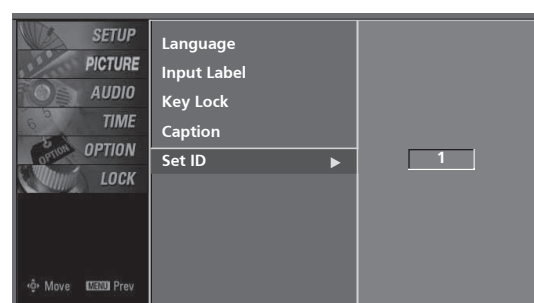 SETUP
PICTURE
AUDIO
TIME
OPTION
LOCK
Move MENU Prev
Language
Input Label
Key Lock
Caption
Set ID ▶
1